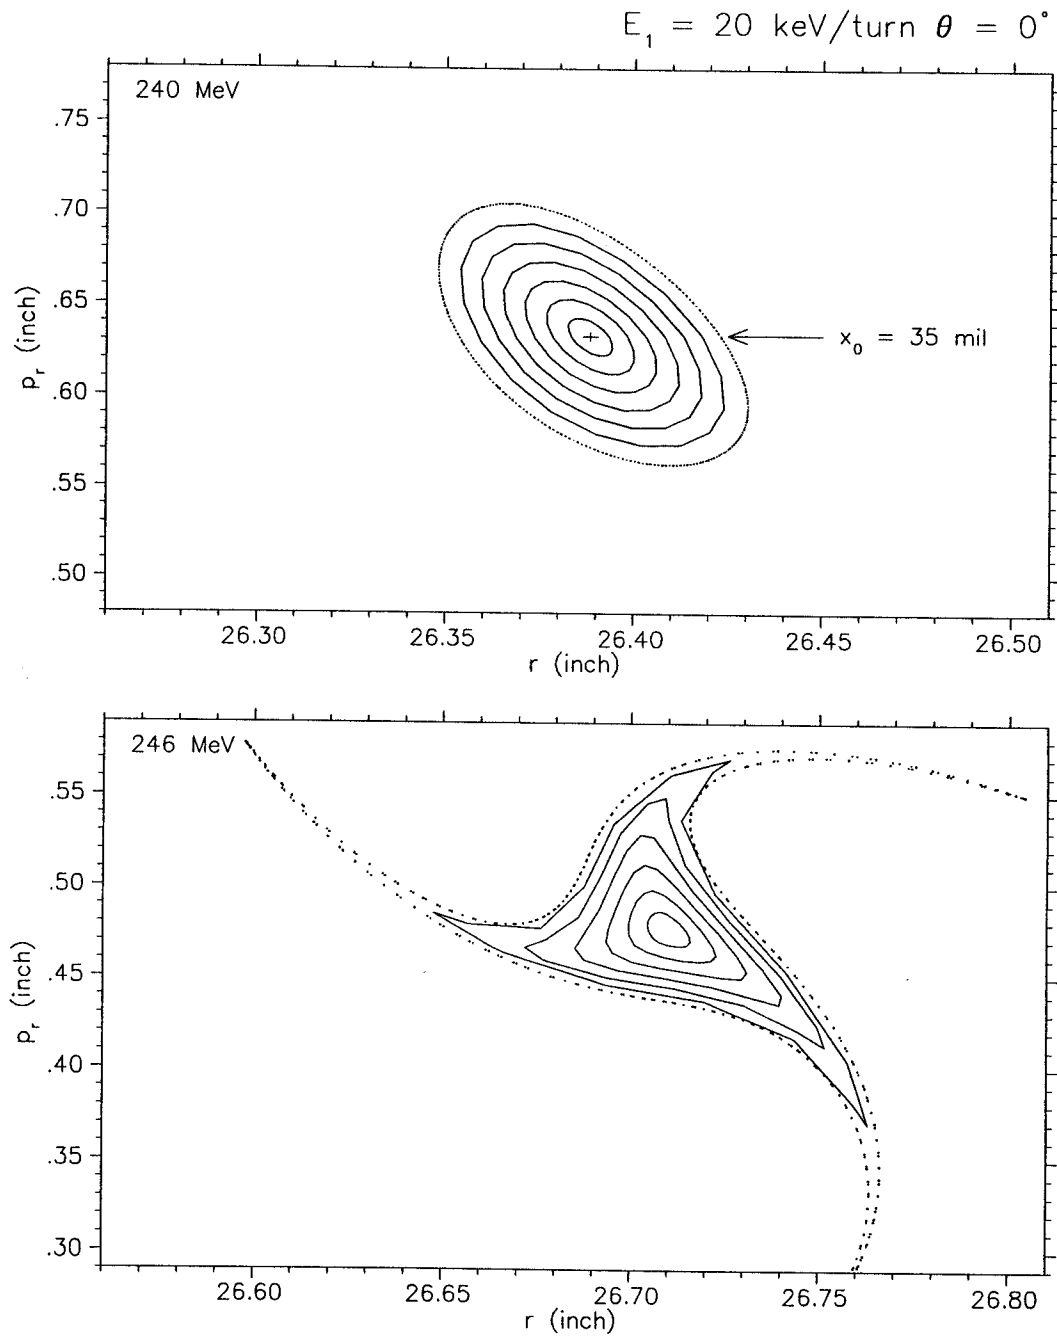 E₁ = 20 keV/turn θ = 0°
240 MeV
.75
.70
.65
.60
.55
.50
p_r (inch)
x₀ = 35 mil
26.30 26.35 26.40 26.45 26.50
r (inch)
246 MeV
.55
.50
.45
.40
.35
.30
p_r (inch)
26.60 26.65 26.70 26.75 26.80
r (inch)